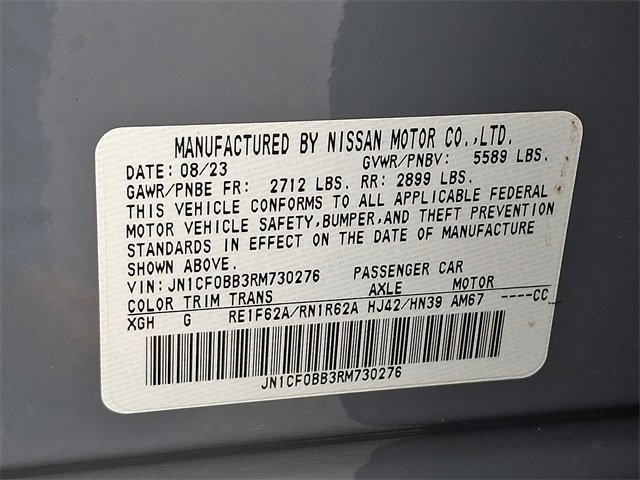 MANUFACTURED BY NISSAN MOTOR CO.,LTD.
DATE: 08/23 GVWR/PNBV: 5589 LBS.
GAWR/PNBE FR: 2712 LBS. RR: 2899 LBS.
THIS VEHICLE CONFORMS TO ALL APPLICABLE FEDERAL
MOTOR VEHICLE SAFETY,BUMPER,AND THEFT PREVENTION
STANDARDS IN EFFECT ON THE DATE OF MANUFACTURE
SHOWN ABOVE.
VIN: JN1CF0BB3RM730276 PASSENGER CAR
COLOR TRIM TRANS AXLE MOTOR
XGH G RE1F62A/RN1R62A HJ42/HN39 AM67 ----CC
JN1CF0BB3RM730276